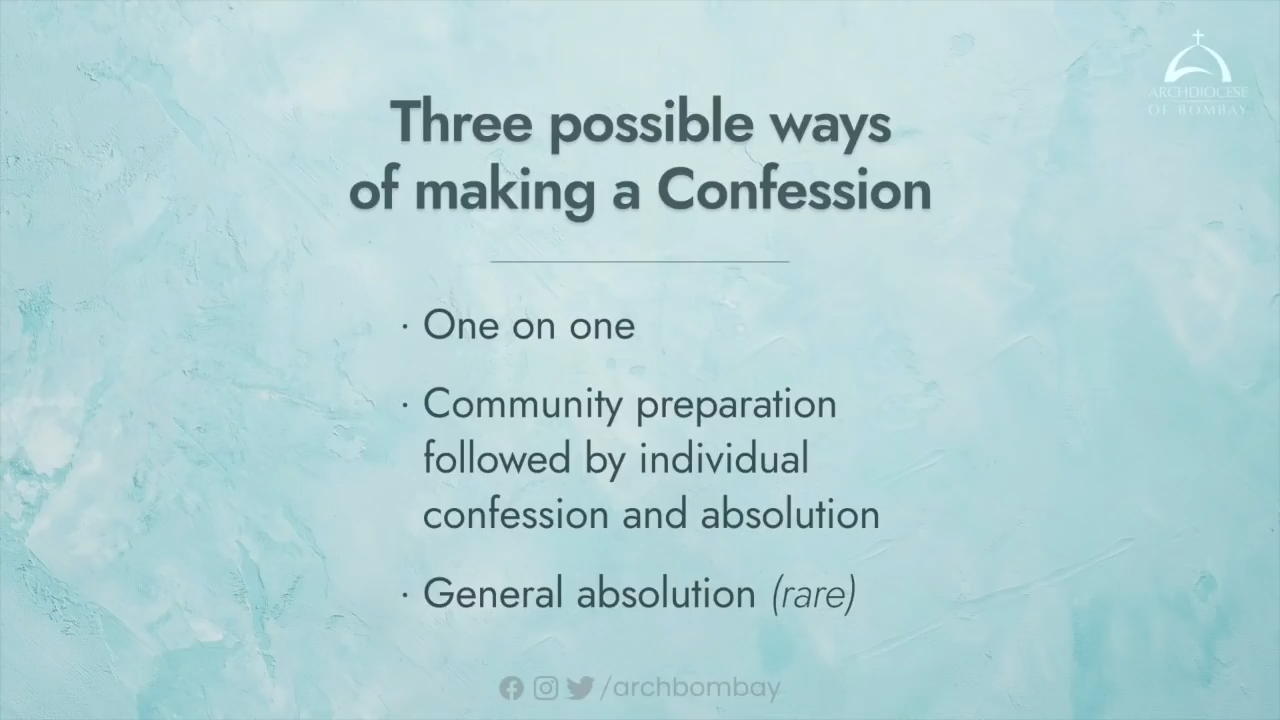 ARCHDIOCESE
OF BOMBAY
Three possible ways
of making a Confession
· One on one
· Community preparation
followed by individual
confession and absolution
· General absolution (rare)
/archbombay